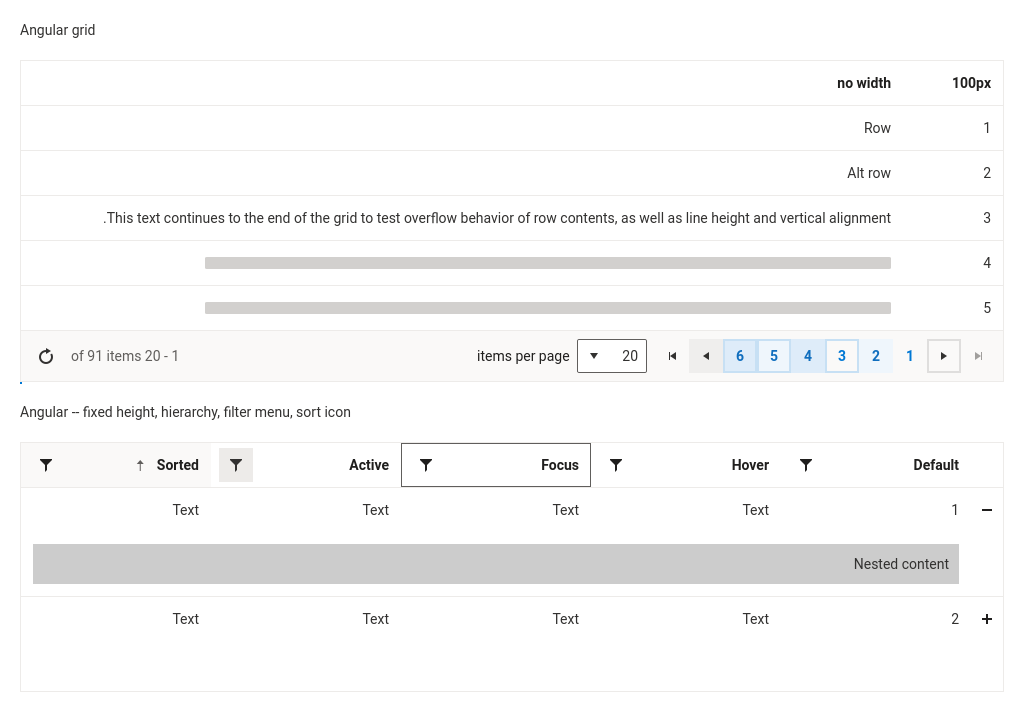 Angular grid
100px no width
1 Row
2 Alt row
3 This text continues to the end of the grid to test overflow behavior of row contents, as well as line height and vertical alignment.
4
5
1 2 3 4 5 6 20 items per page 1 - 20 of 91 items
Angular -- fixed height, hierarchy, filter menu, sort icon
Default Hover Focus Active Sorted
1 Text Text Text Text
Nested content
2 Text Text Text Text